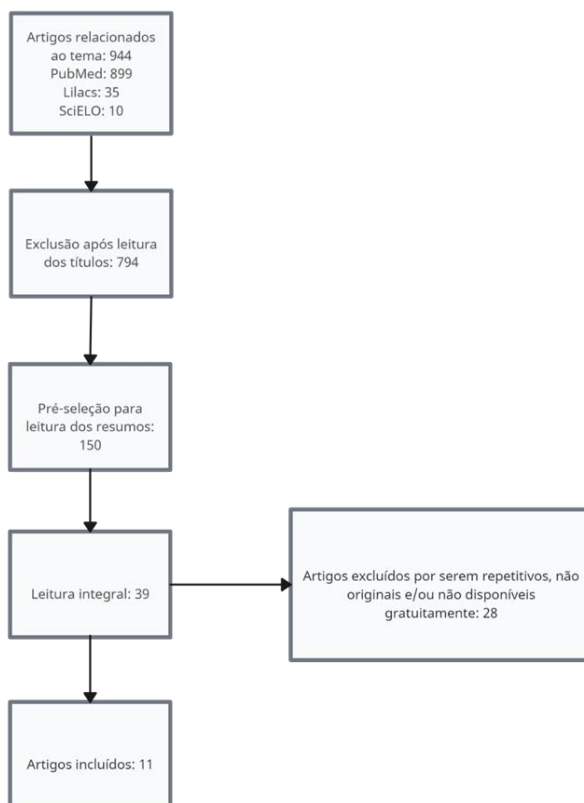 Artigos relacionados
ao tema: 944
PubMed: 899
Lilacs: 35
SciELO: 10
Exclusão após leitura
dos títulos: 794
Pré-seleção para
leitura dos resumos:
150
Leitura integral: 39
Artigos excluídos por serem repetitivos, não
originais e/ou não disponíveis
gratuitamente: 28
Artigos incluídos: 11